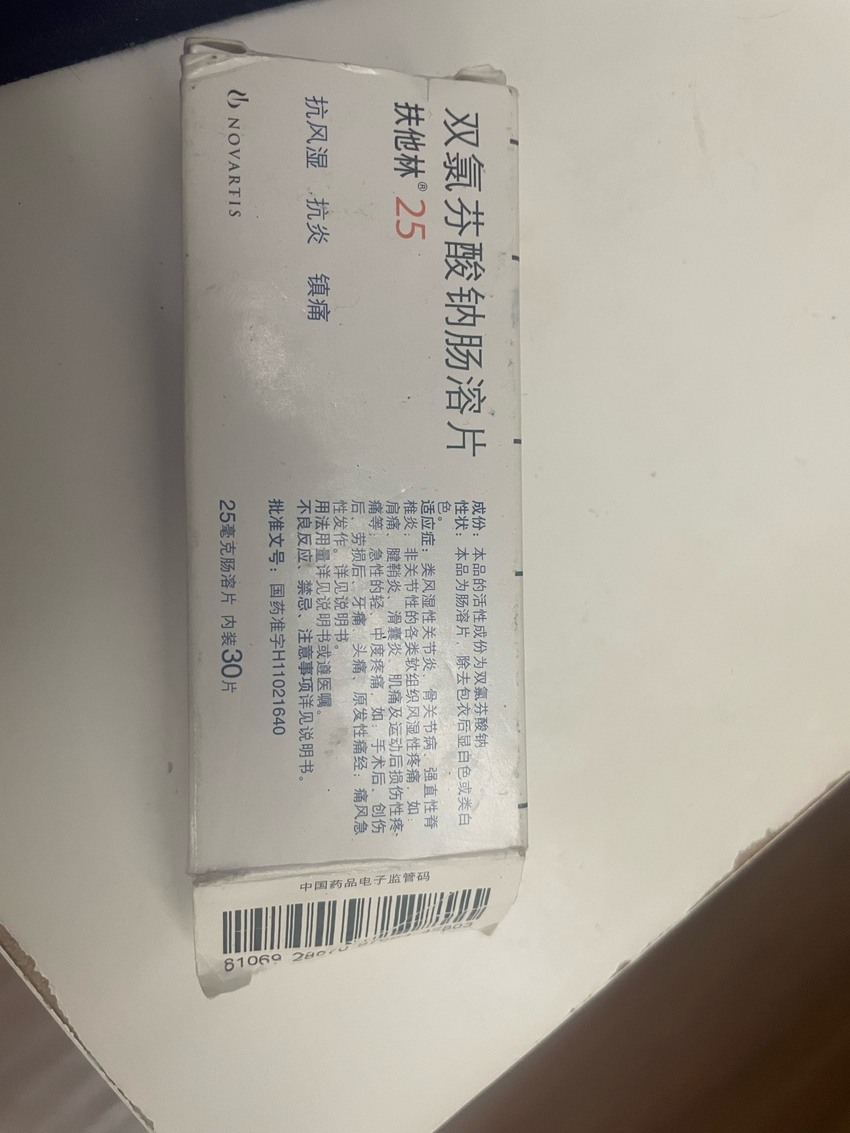 双氯芬酸钠肠溶片
扶他林® 25
抗风湿 抗炎 镇痛
NOVARTIS
成份：本品的活性成份为双氯芬酸钠
性状：本品为肠溶片，除去包衣后显白色或类白
色。
适应症：类风湿性关节炎，骨关节病，强直性脊
椎炎；非关节性的各类软组织风湿性疼痛，如：
肩痛、腱鞘炎、滑囊炎、肌痛及运动后损伤性疼
痛等；急性的轻、中度疼痛，如：手术后、创伤
后、劳损后、牙痛、头痛、原发性痛经；痛风急
性发作。详见说明书。
用法用量详见说明书或遵医嘱。
不良反应、禁忌、注意事项详见说明书。
批准文号：国药准字H11021640
25毫克肠溶片 内装30片
中国药品电子监管码
81069